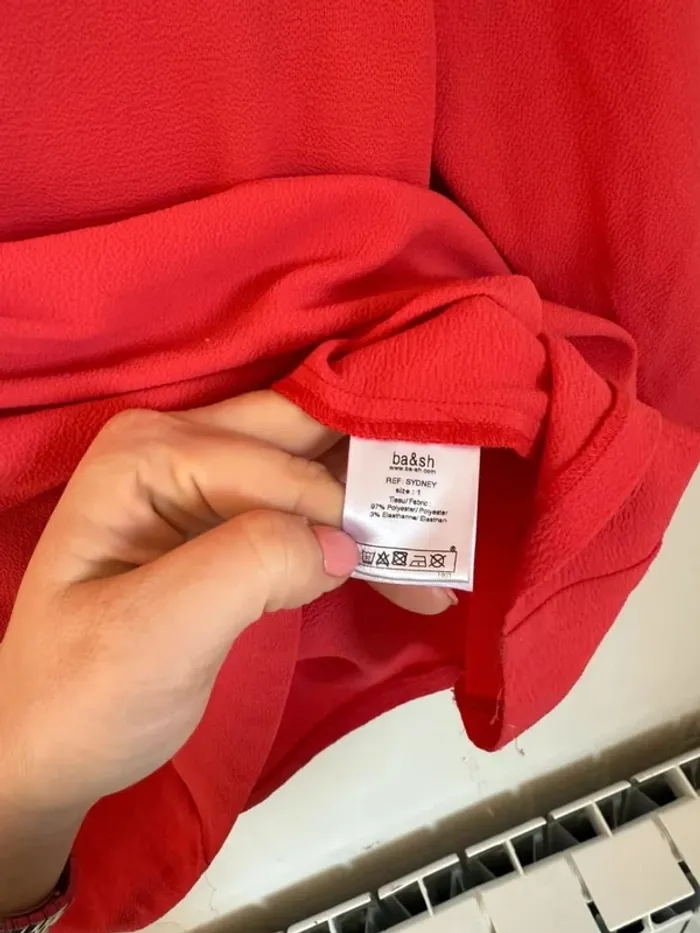 ba&sh
www.ba-sh.com
REF: SYDNEY
size : 1
Tissu/ Fabric :
97% Polyester/ Polyester
3% Elasthanne/ Elasthan